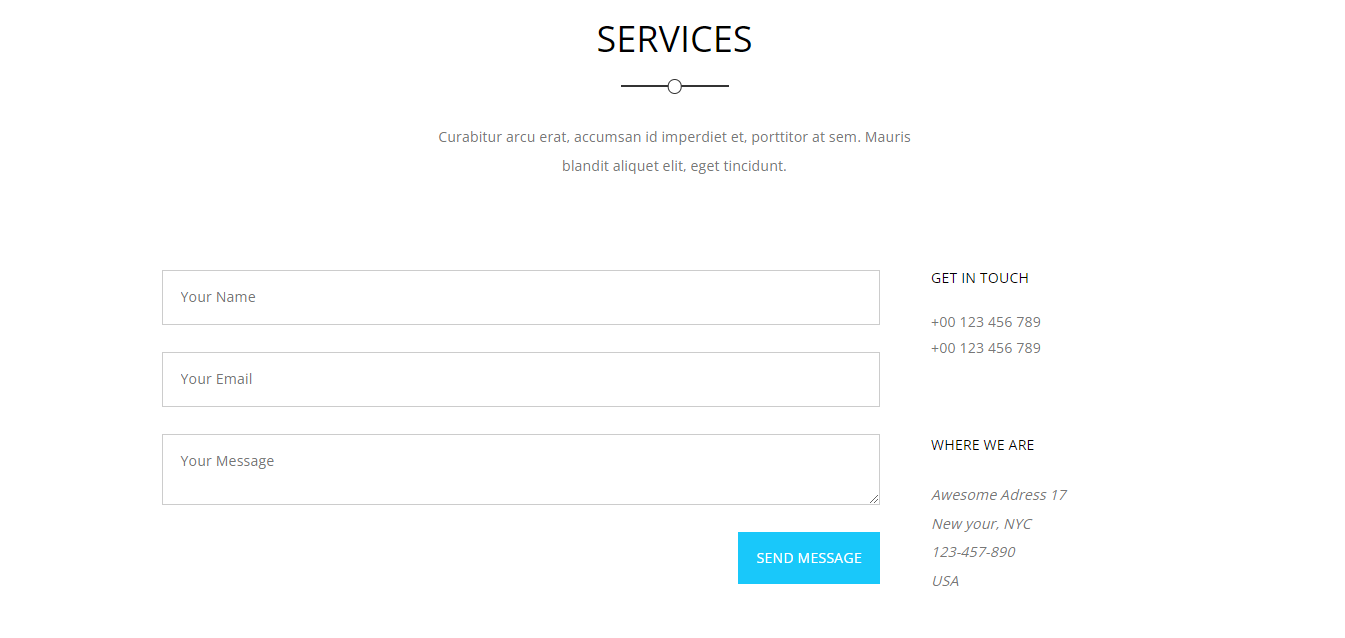 SERVICES
Curabitur arcu erat, accumsan id imperdiet et, porttitor at sem. Mauris
blandit aliquet elit, eget tincidunt.
Your Name
Your Email
Your Message
SEND MESSAGE
GET IN TOUCH
+00 123 456 789
+00 123 456 789
WHERE WE ARE
Awesome Adress 17
New your, NYC
123-457-890
USA